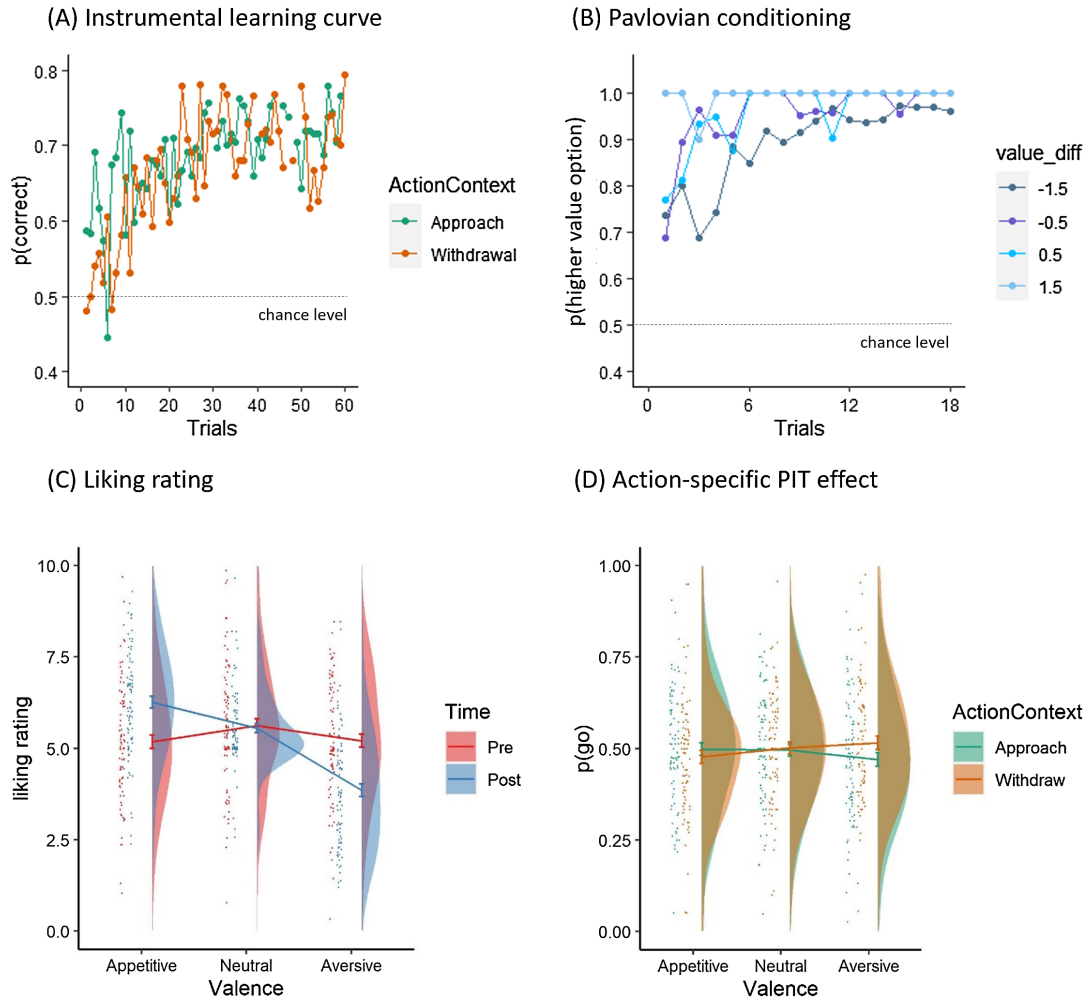 (A) Instrumental learning curve
0.8
0.7
0.6
0.5
0.4
p(correct)
chance level
0 10 20 30 40 50 60
Trials
ActionContext
Approach
Withdrawal
(B) Pavlovian conditioning
1.0
0.9
0.8
0.7
0.6
0.5
0.4
p(higher value option)
chance level
0 6 12 18
Trials
value_diff
-1.5
-0.5
0.5
1.5
(C) Liking rating
10.0
7.5
5.0
2.5
0.0
liking rating
Appetitive Neutral Aversive
Valence
Time
Pre
Post
(D) Action-specific PIT effect
1.00
0.75
0.50
0.25
0.00
p(go)
Appetitive Neutral Aversive
Valence
ActionContext
Approach
Withdraw